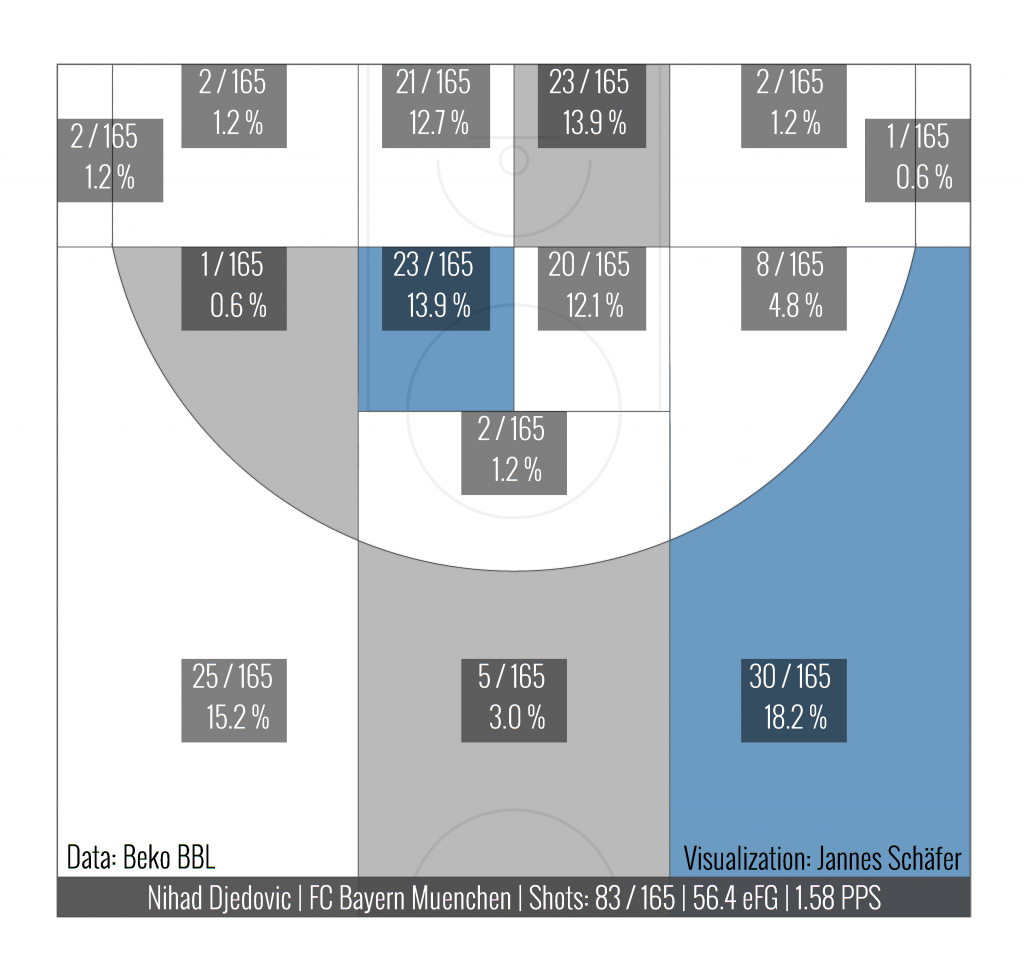 2 / 165
1.2 %
21 / 165
12.7 %
23 / 165
13.9 %
2 / 165
1.2 %
2 / 165
1.2 %
1 / 165
0.6 %
1 / 165
0.6 %
23 / 165
13.9 %
20 / 165
12.1 %
8 / 165
4.8 %
2 / 165
1.2 %
25 / 165
15.2 %
5 / 165
3.0 %
30 / 165
18.2 %
Data: Beko BBL
Visualization: Jannes Schäfer
Nihad Djedovic | FC Bayern Muenchen | Shots: 83 / 165 | 56.4 eFG | 1.58 PPS